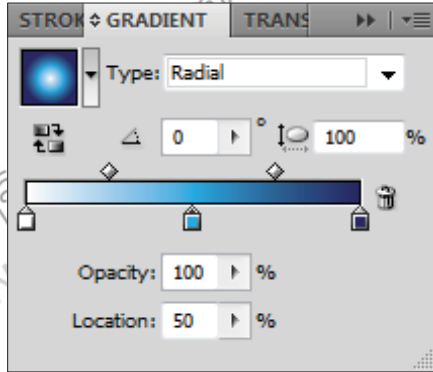 STROK GRADIENT TRANS
Type: Radial
0 ° 100 %
Opacity: 100 %
Location: 50 %